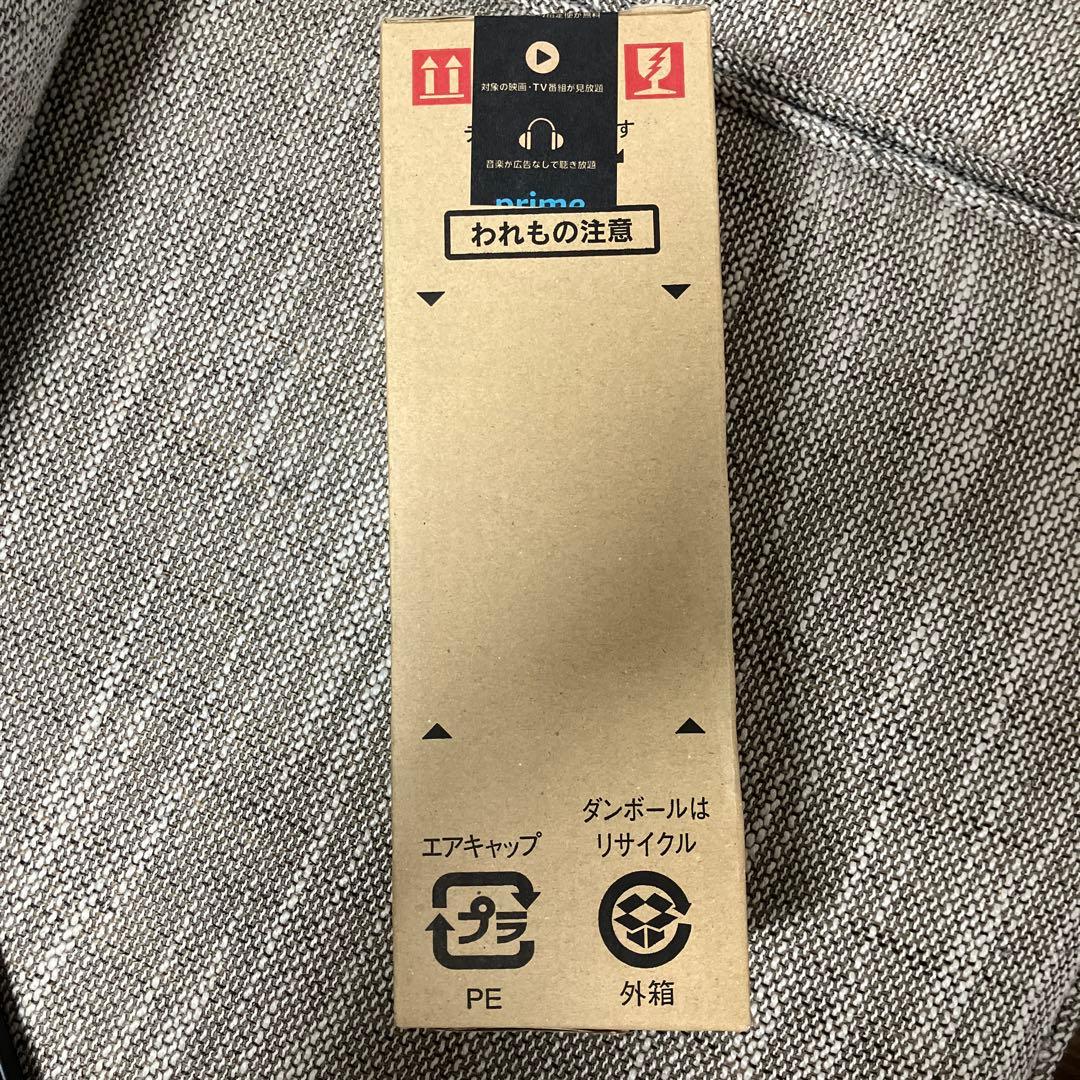 対象の映画・TV番組が見放題
す
音楽が広告なしで聴き放題
prime
われもの注意
エアキャップ
ダンボールは
リサイクル
プラ
PE
外箱